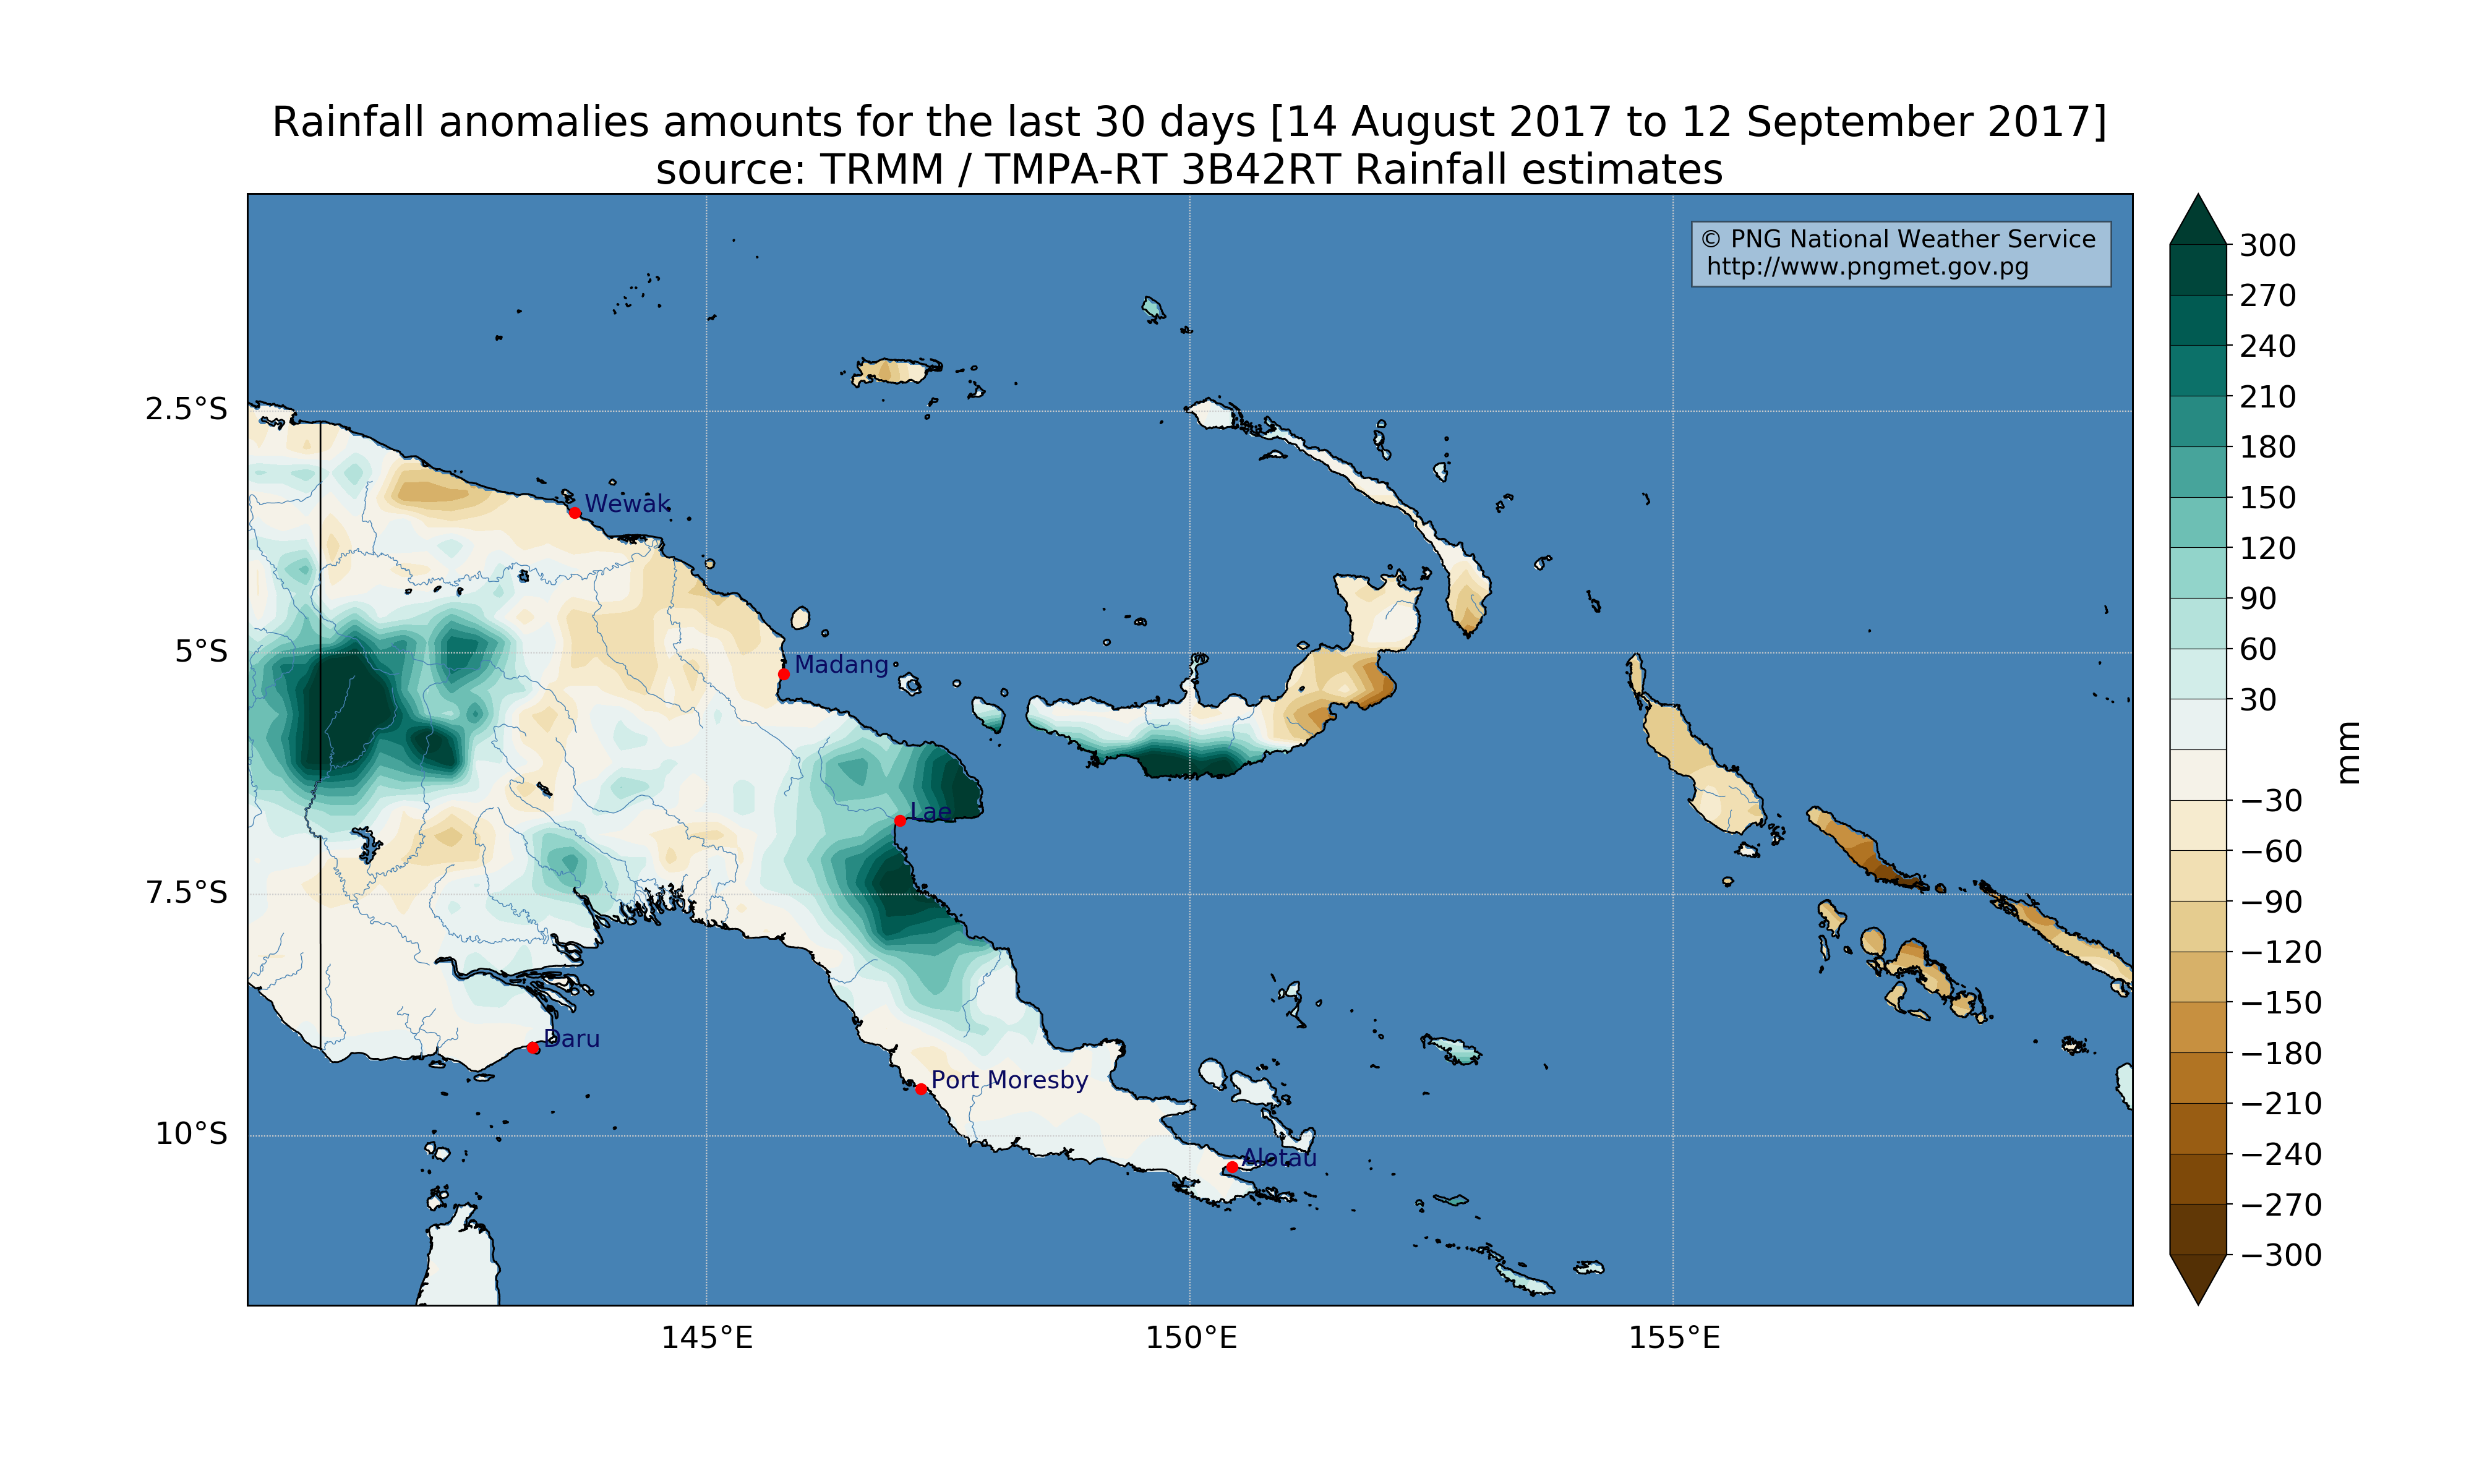 Rainfall anomalies amounts for the last 30 days [14 August 2017 to 12 September 2017]
source: TRMM / TMPA-RT 3B42RT Rainfall estimates
© PNG National Weather Service
http://www.pngmet.gov.pg
2.5°S
5°S
7.5°S
10°S
Wewak
Madang
Lae
Daru
Port Moresby
Alotau
145°E
150°E
155°E
300
270
240
210
180
150
120
90
60
30
−30
−60
−90
−120
−150
−180
−210
−240
−270
−300
mm